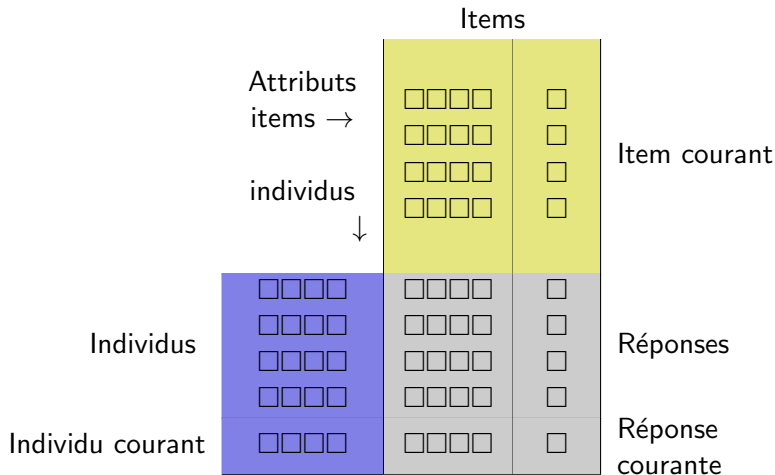 Items
Attributs
items →
individus
↓
□□□□ □
□□□□ □
□□□□ □
□□□□ □
Item courant
Individus
□□□□ □□□□ □
□□□□ □□□□ □
□□□□ □□□□ □
□□□□ □□□□ □
Réponses
Individu courant
□□□□ □□□□ □
Réponse
courante